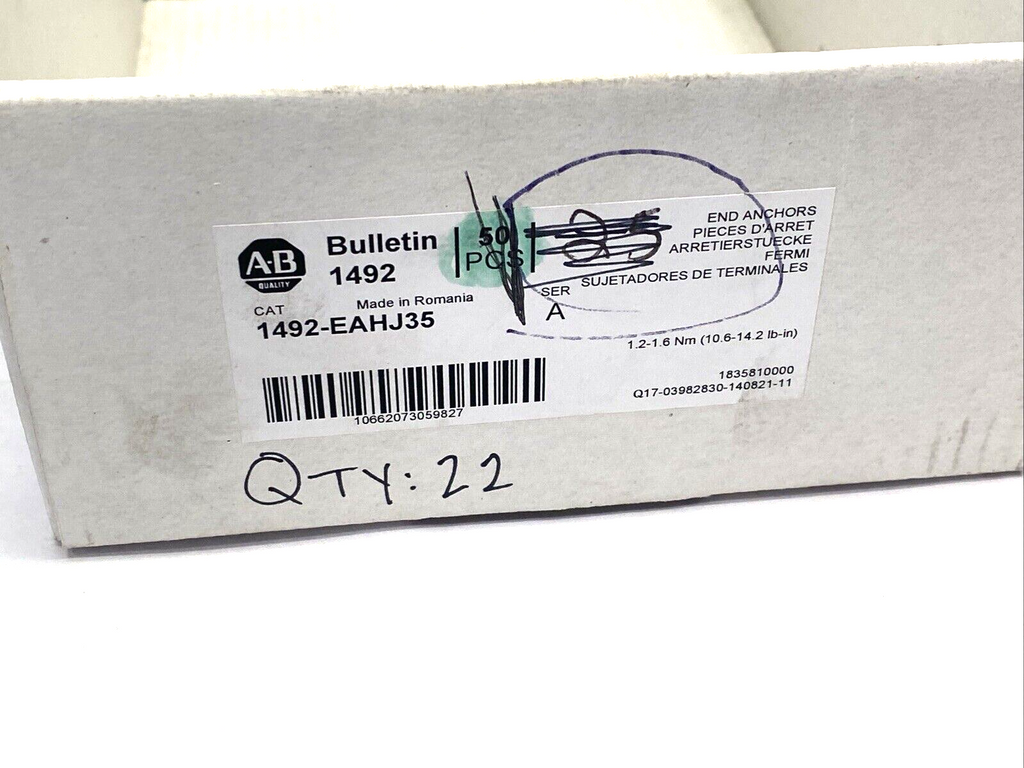 A-B
QUALITY
Bulletin
1492
50
PCS
END ANCHORS
PIECES D'ARRET
ARRETIERSTUECKE
FERMI
SUJETADORES DE TERMINALES
SER
A
Made in Romania
CAT
1492-EAHJ35
1.2-1.6 Nm (10.6-14.2 lb-in)
1835810000
Q17-03982830-140821-11
10662073059827
QTY: 22